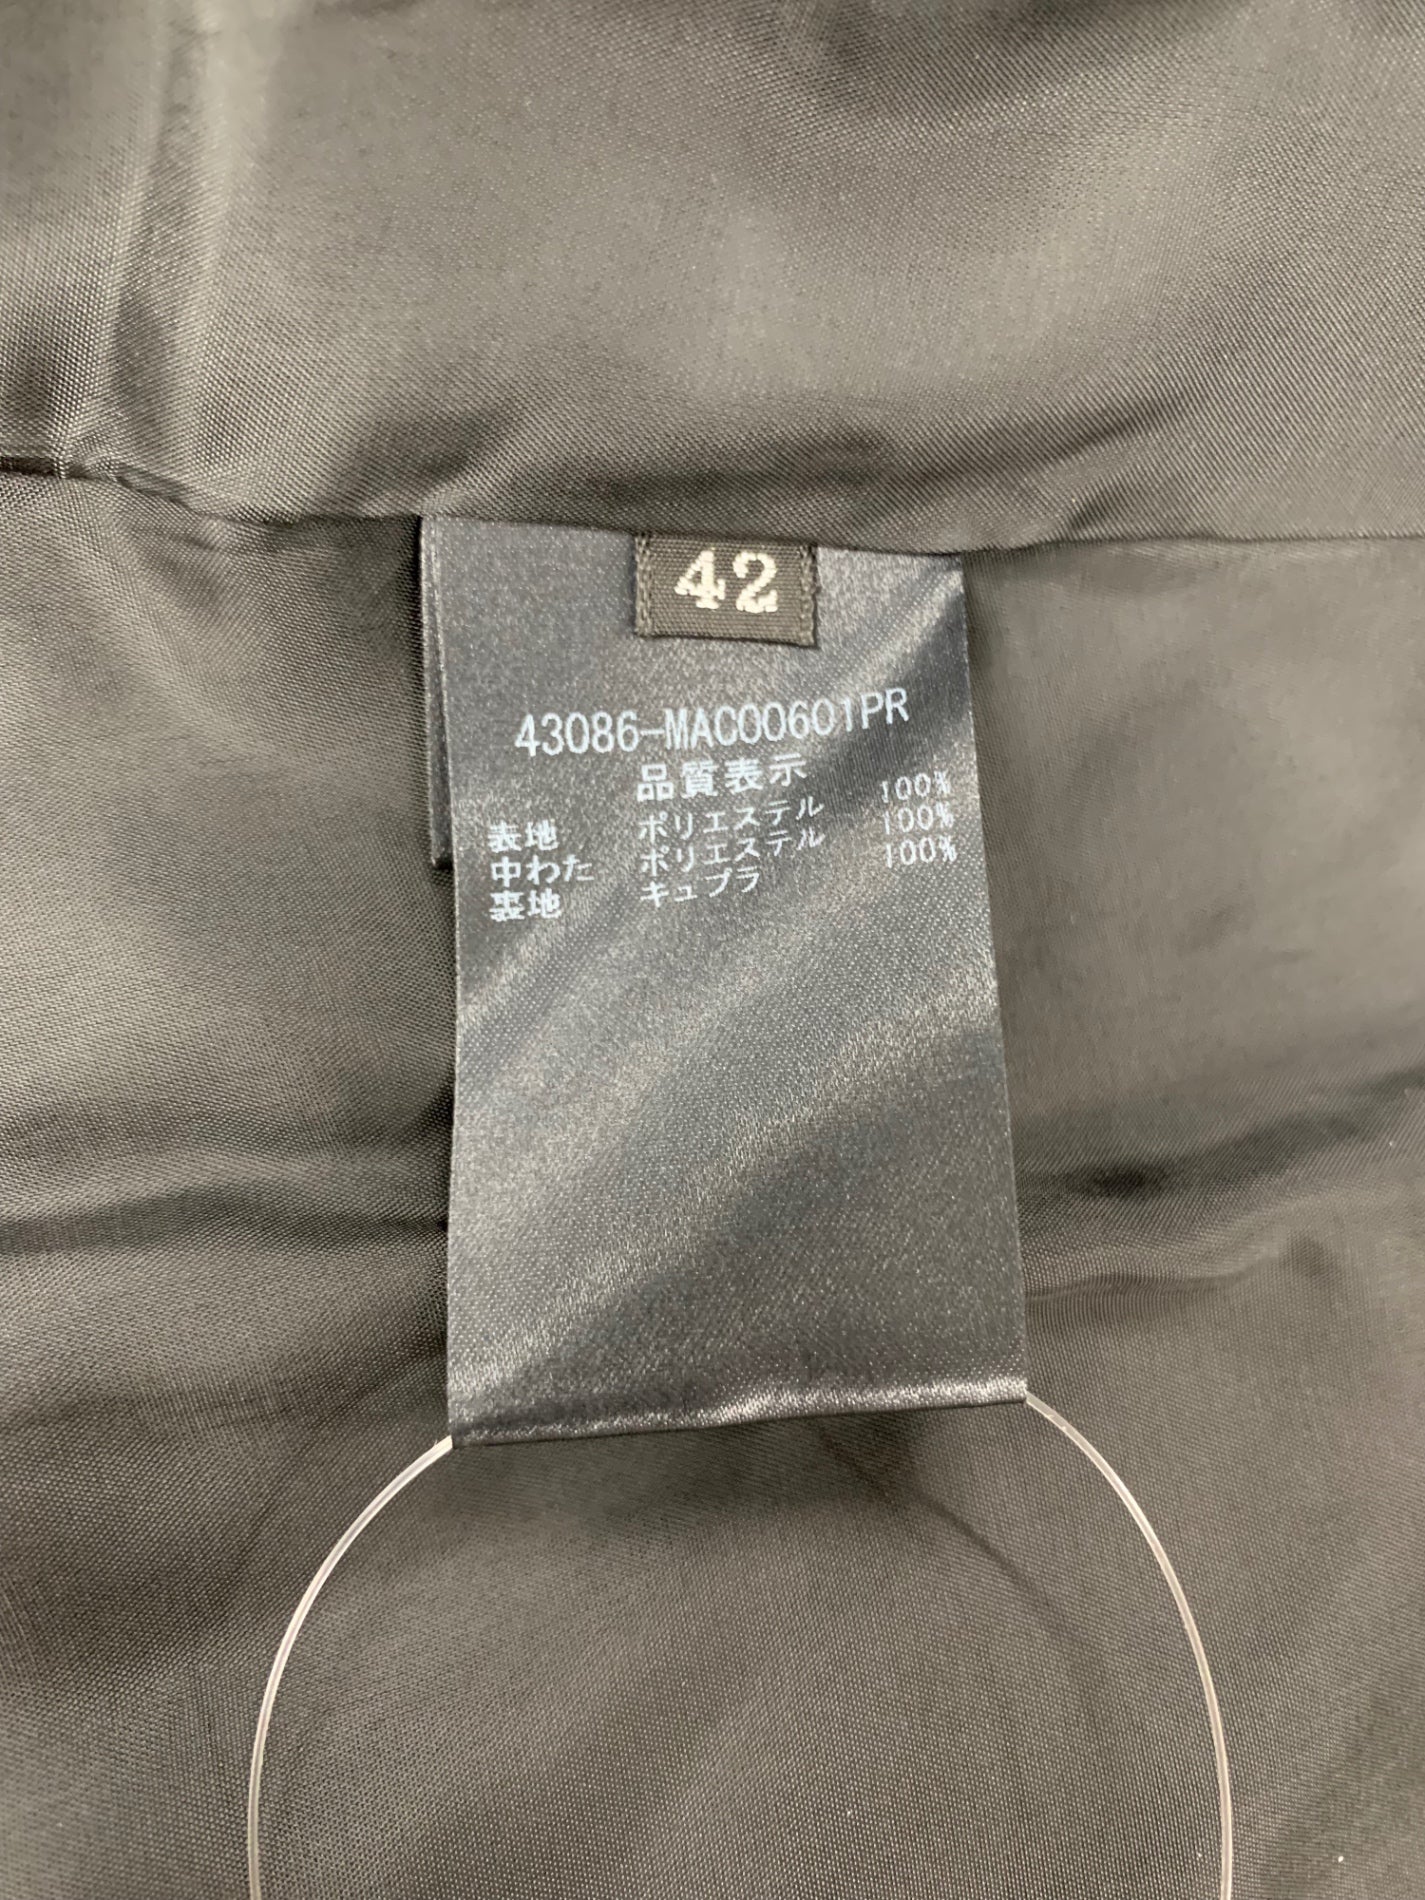 42
43086-MAC00601PR
品質表示
表地 ポリエステル 100%
中わた ポリエステル 100%
裏地 キュプラ 100%